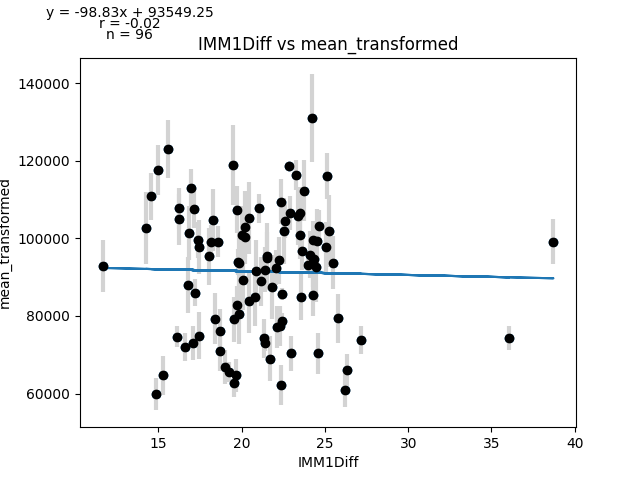 y = -98.83x + 93549.25
r = -0.02
n = 96
IMM1Diff vs mean_transformed
mean_transformed
140000
120000
100000
80000
60000
15
20
25
30
35
40
IMM1Diff